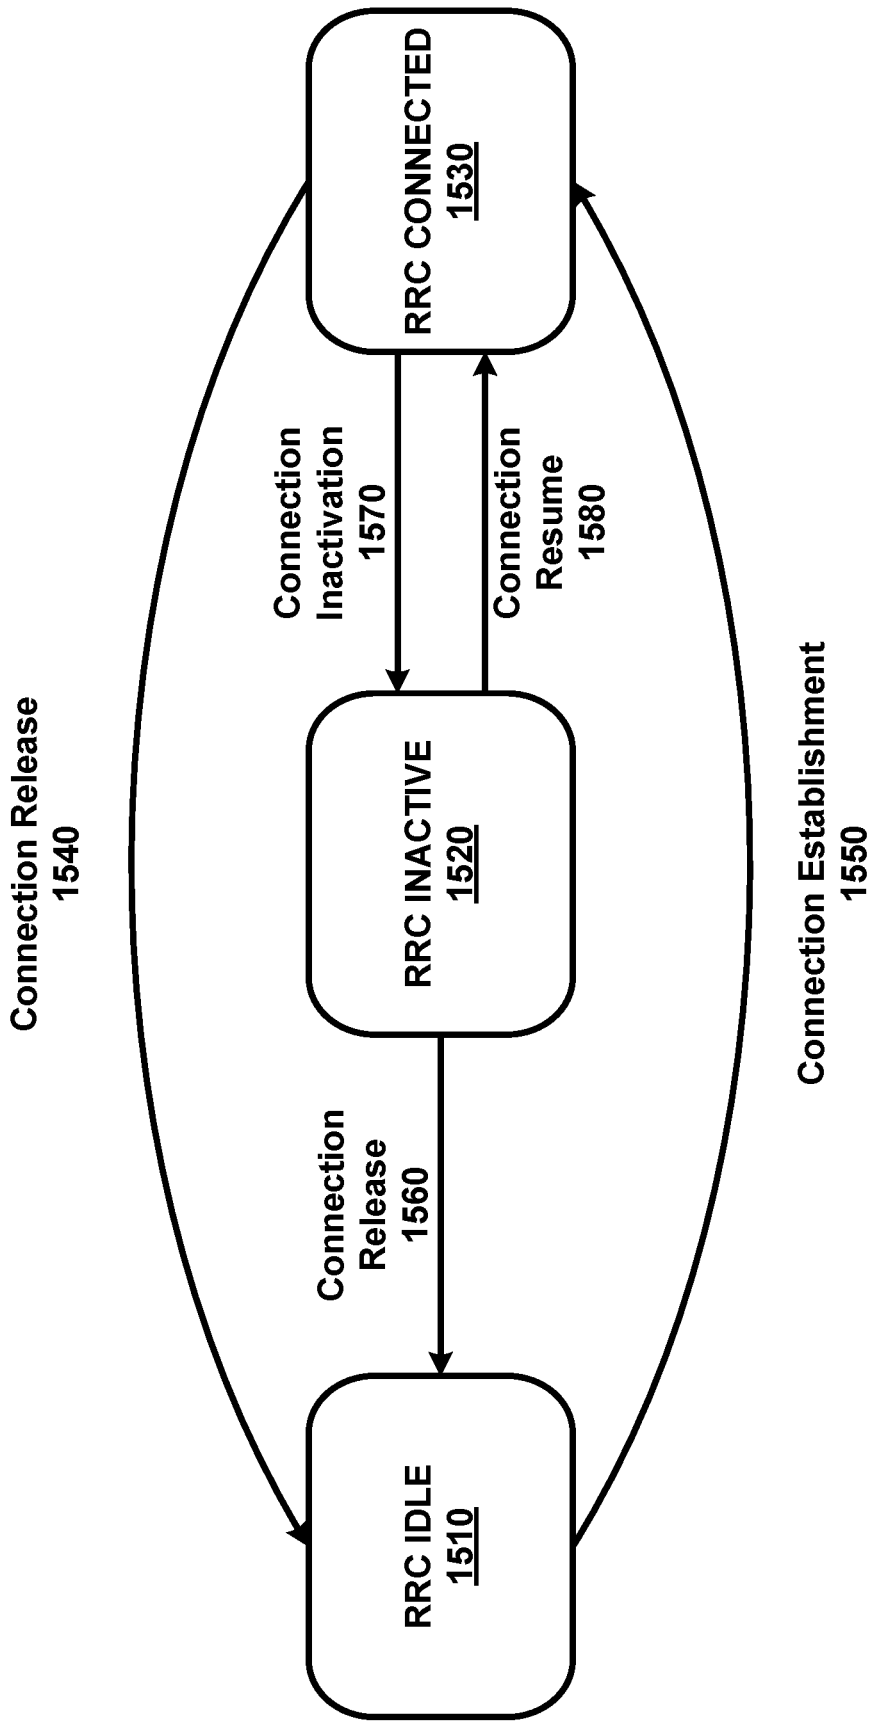 Connection Release
1540
RRC IDLE
1510
Connection
Release
1560
RRC INACTIVE
1520
Connection
Inactivation
1570
Connection
Resume
1580
RRC CONNECTED
1530
Connection Establishment
1550